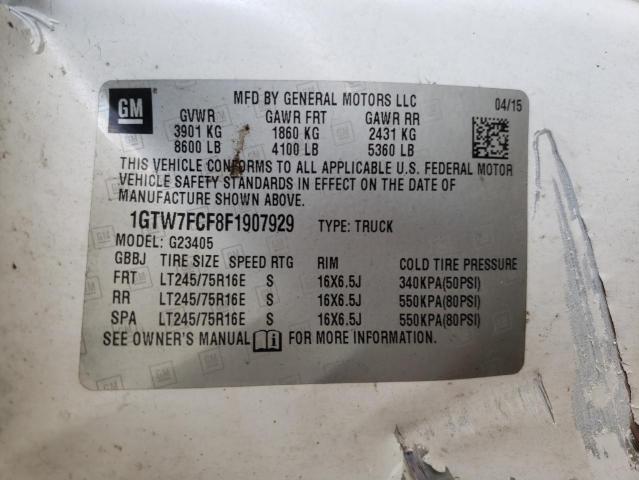 GM
MFD BY GENERAL MOTORS LLC 04/15
GVWR GAWR FRT GAWR RR
3901 KG 1860 KG 2431 KG
8600 LB 4100 LB 5360 LB
THIS VEHICLE CONFORMS TO ALL APPLICABLE U.S. FEDERAL MOTOR
VEHICLE SAFETY STANDARDS IN EFFECT ON THE DATE OF
MANUFACTURE SHOWN ABOVE.
1GTW7FCF8F1907929 TYPE: TRUCK
MODEL: G23405
GBBJ TIRE SIZE SPEED RTG RIM COLD TIRE PRESSURE
FRT LT245/75R16E S 16X6.5J 340KPA(50PSI)
RR LT245/75R16E S 16X6.5J 550KPA(80PSI)
SPA LT245/75R16E S 16X6.5J 550KPA(80PSI)
SEE OWNER'S MANUAL FOR MORE INFORMATION.